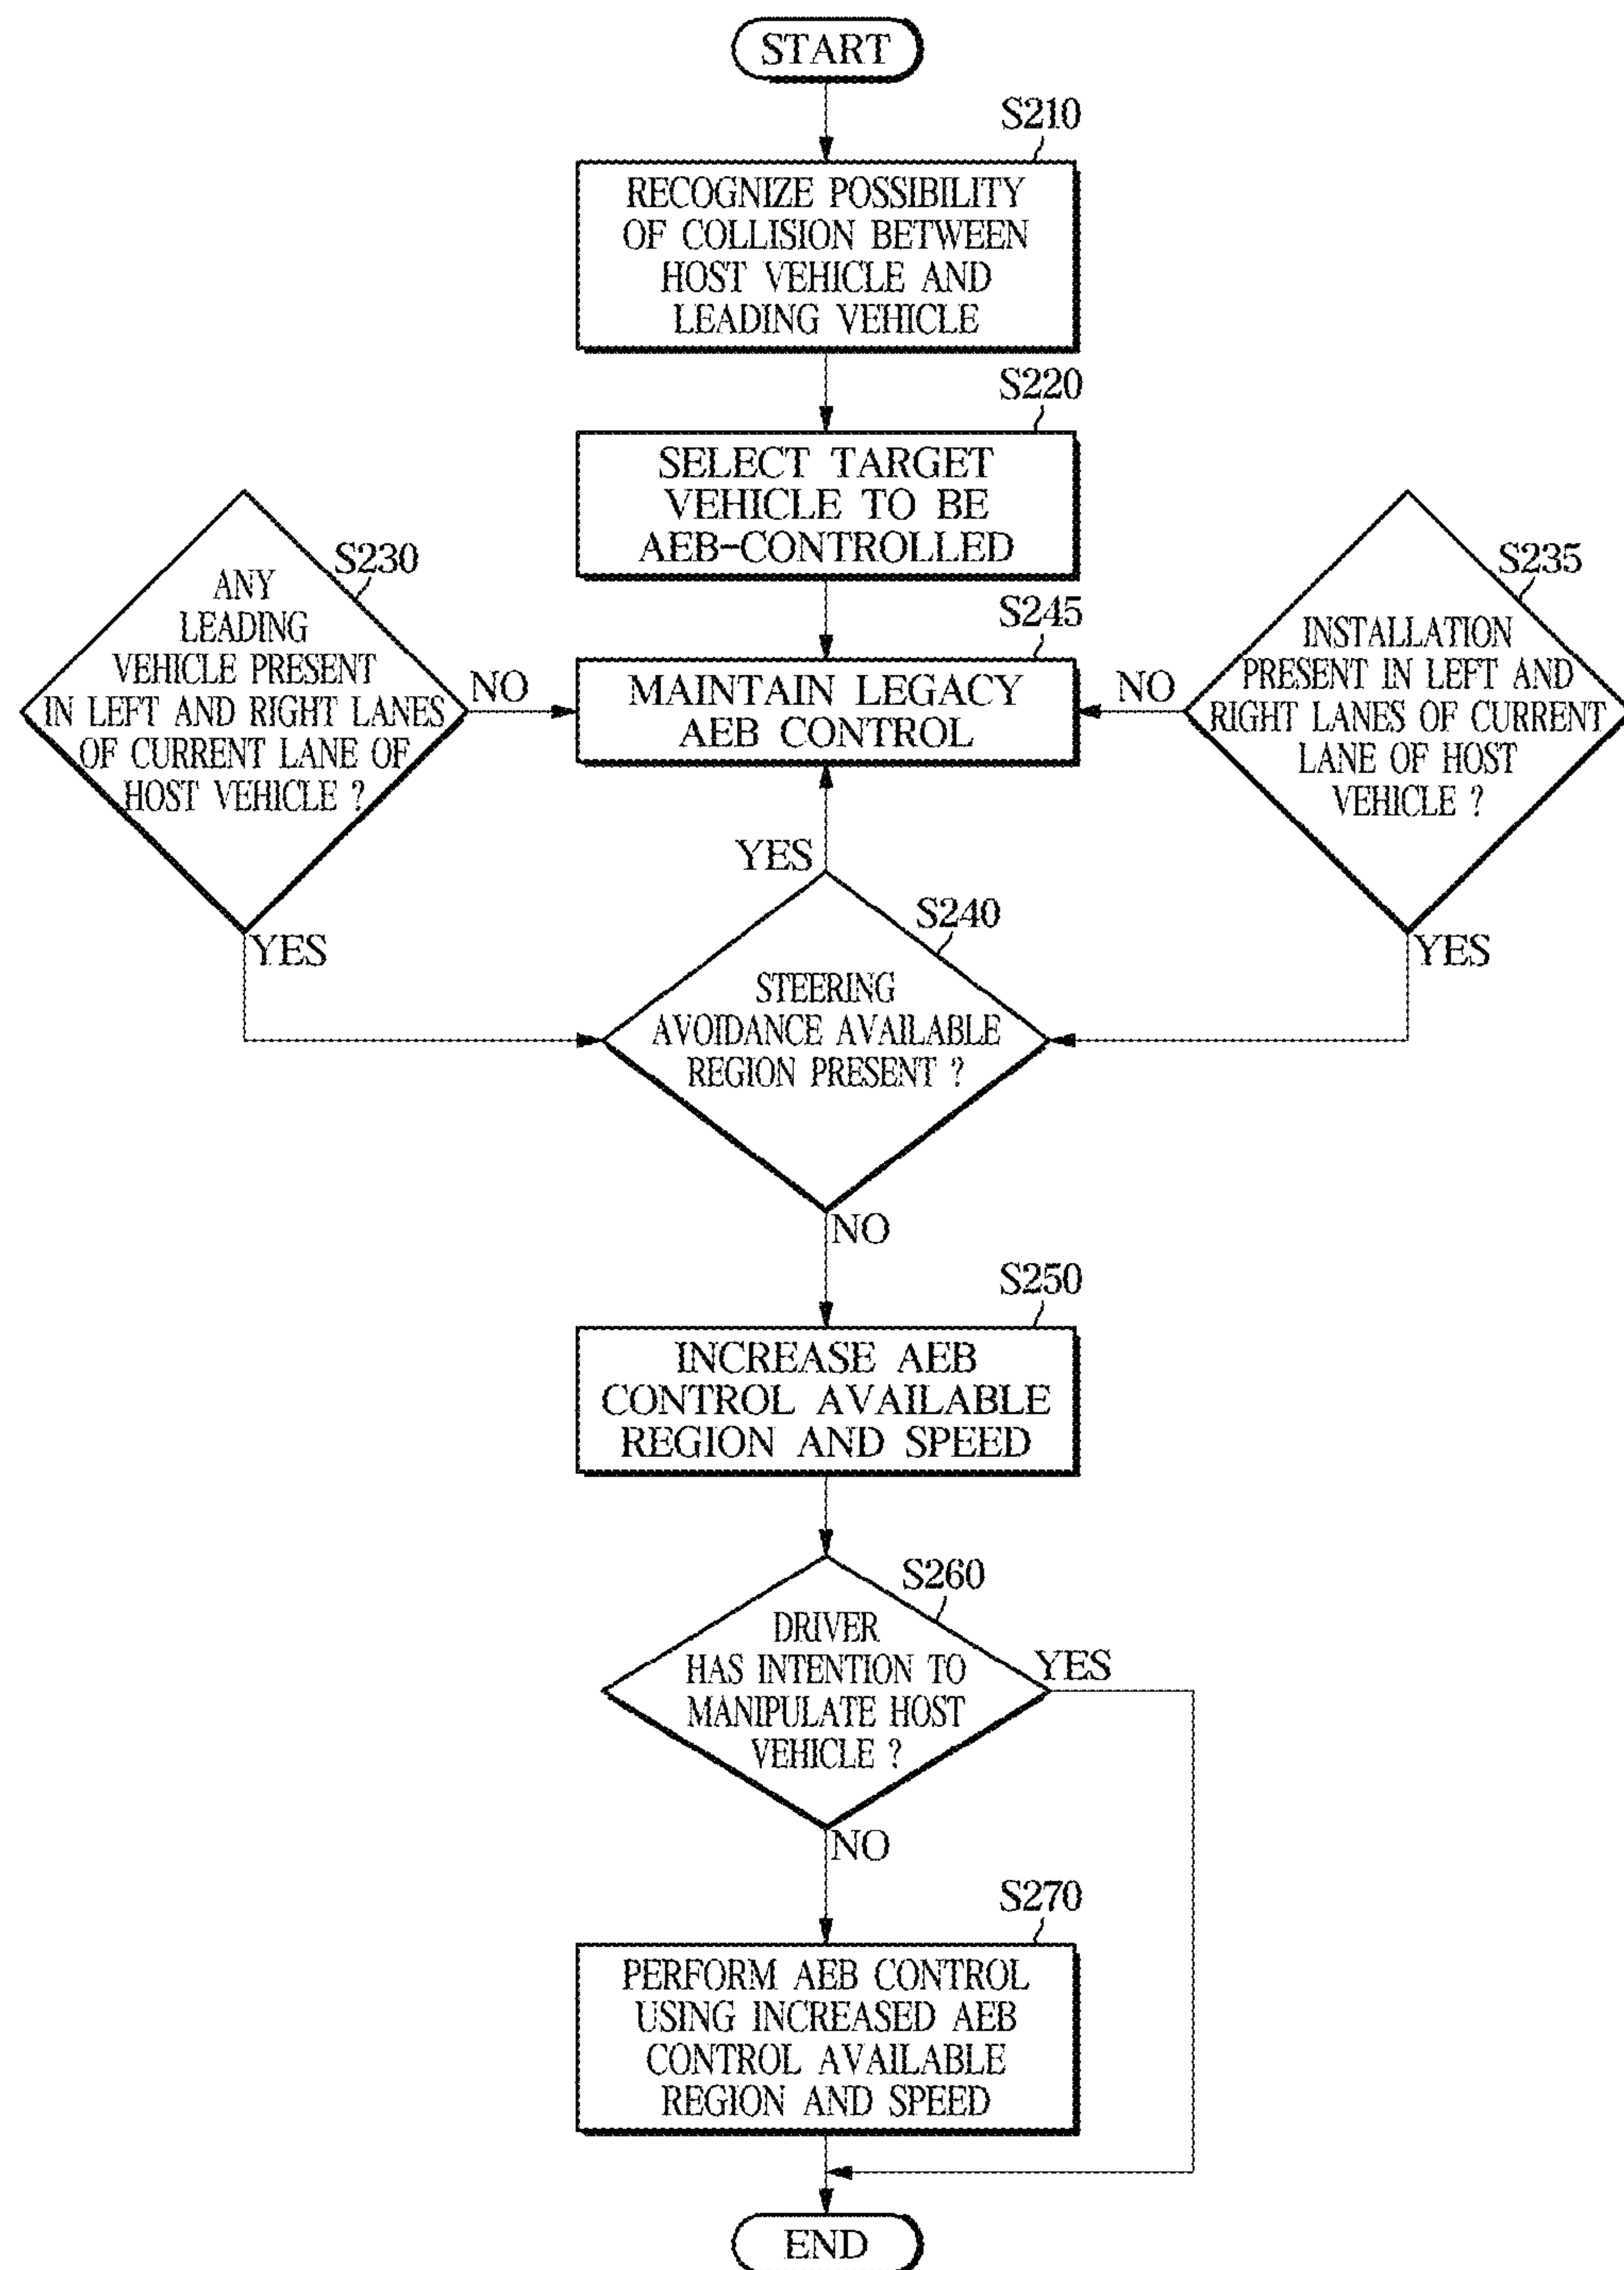 START
S210
RECOGNIZE POSSIBILITY
OF COLLISION BETWEEN
HOST VEHICLE AND
LEADING VEHICLE
S220
SELECT TARGET
VEHICLE TO BE
AEB-CONTROLLED
S230
ANY
LEADING
VEHICLE PRESENT
IN LEFT AND RIGHT LANES
OF CURRENT LANE OF
HOST VEHICLE ?
NO
YES
S245
MAINTAIN LEGACY
AEB CONTROL
S235
INSTALLATION
PRESENT IN LEFT AND
RIGHT LANES OF CURRENT
LANE OF HOST
VEHICLE ?
NO
YES
YES
S240
STEERING
AVOIDANCE AVAILABLE
REGION PRESENT ?
NO
S250
INCREASE AEB
CONTROL AVAILABLE
REGION AND SPEED
S260
DRIVER
HAS INTENTION TO
MANIPULATE HOST
VEHICLE ?
YES
NO
S270
PERFORM AEB CONTROL
USING INCREASED AEB
CONTROL AVAILABLE
REGION AND SPEED
END